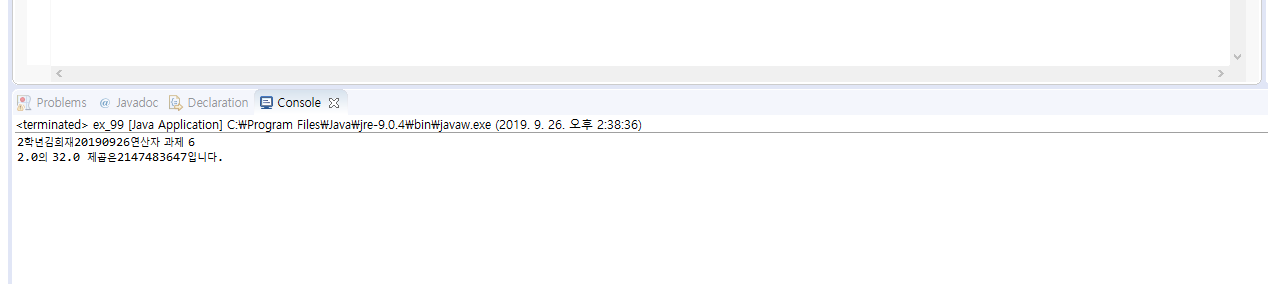 Problems @ Javadoc Declaration Console
<terminated> ex_99 [Java Application] C:₩Program Files₩Java₩jre-9.0.4₩bin₩javaw.exe (2019. 9. 26. 오후 2:38:36)
2학년김희재20190926연산자 과제 6
2.0의 32.0 제곱은2147483647입니다.